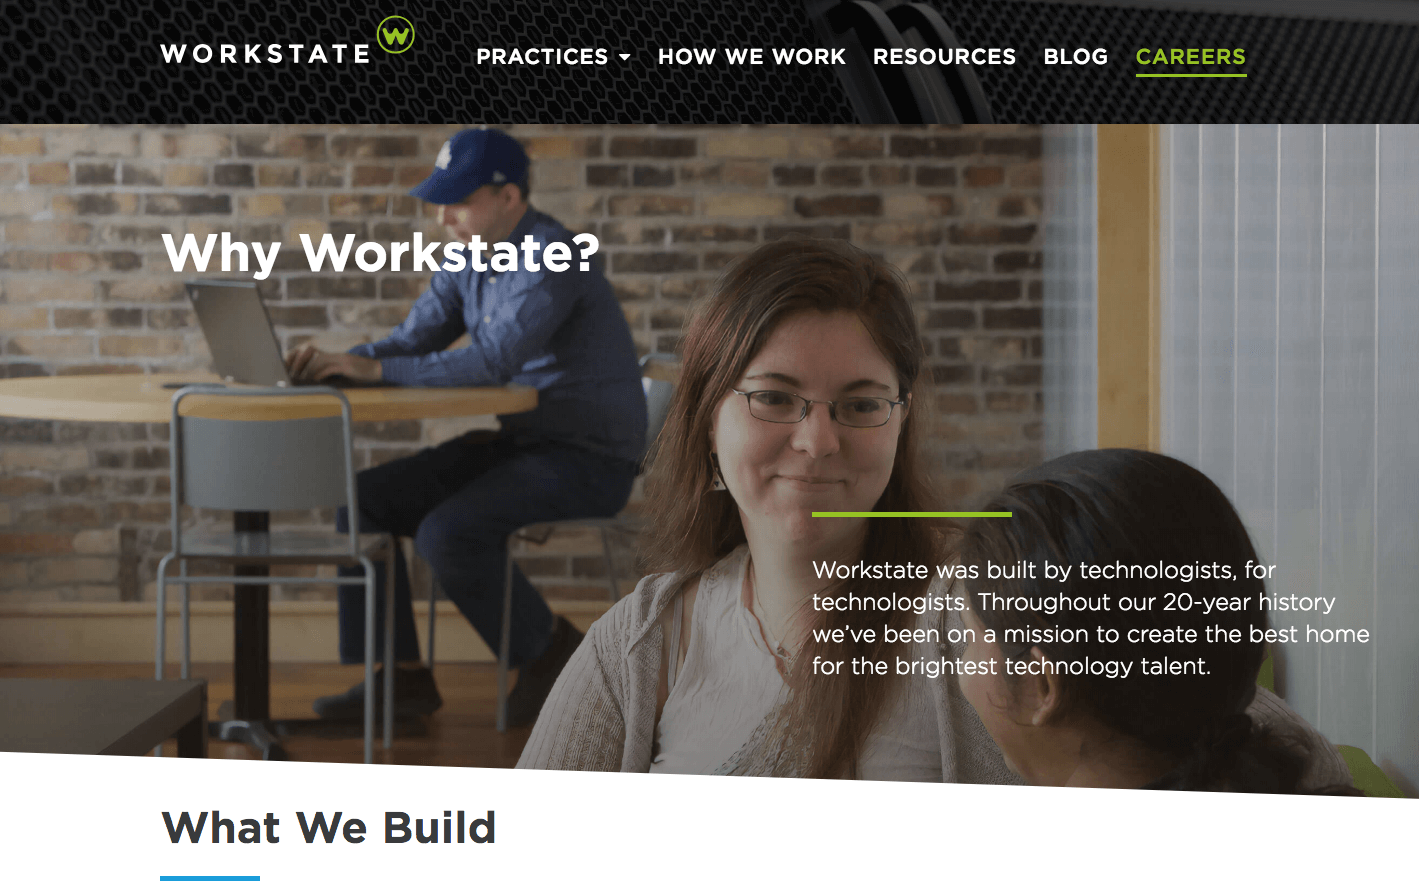 WORKSTATE W
PRACTICES HOW WE WORK RESOURCES BLOG CAREERS
Why Workstate?
Workstate was built by technologists, for
technologists. Throughout our 20-year history
we’ve been on a mission to create the best home
for the brightest technology talent.
What We Build